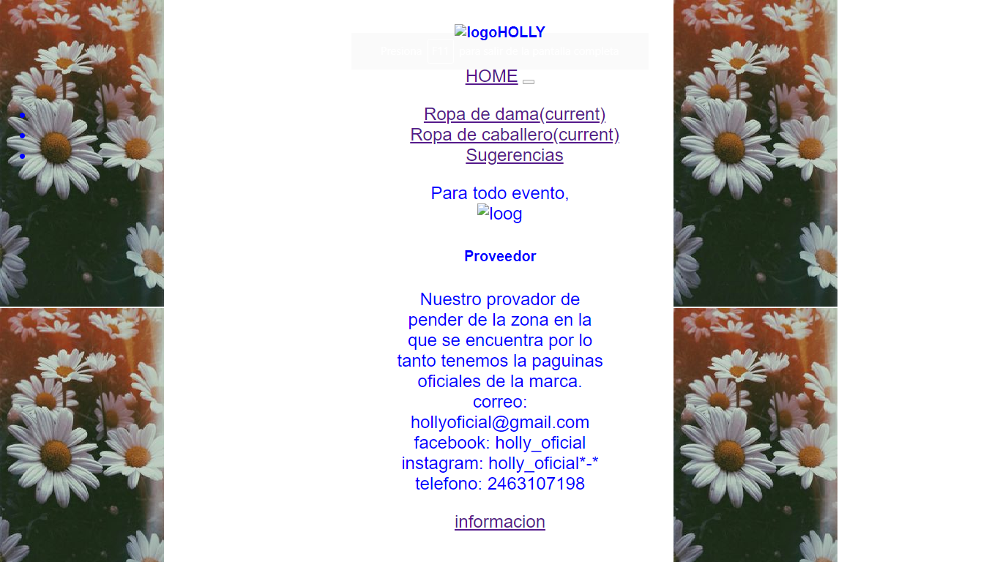 logoHOLLY
Presiona F11 para salir de la pantalla completa
HOME
Ropa de dama(current)
Ropa de caballero(current)
Sugerencias
Para todo evento,
loog
Proveedor
Nuestro provador de
pender de la zona en la
que se encuentra por lo
tanto tenemos la paguinas
oficiales de la marca.
correo:
hollyoficial@gmail.com
facebook: holly_oficial
instagram: holly_oficial*-*
telefono: 2463107198
informacion